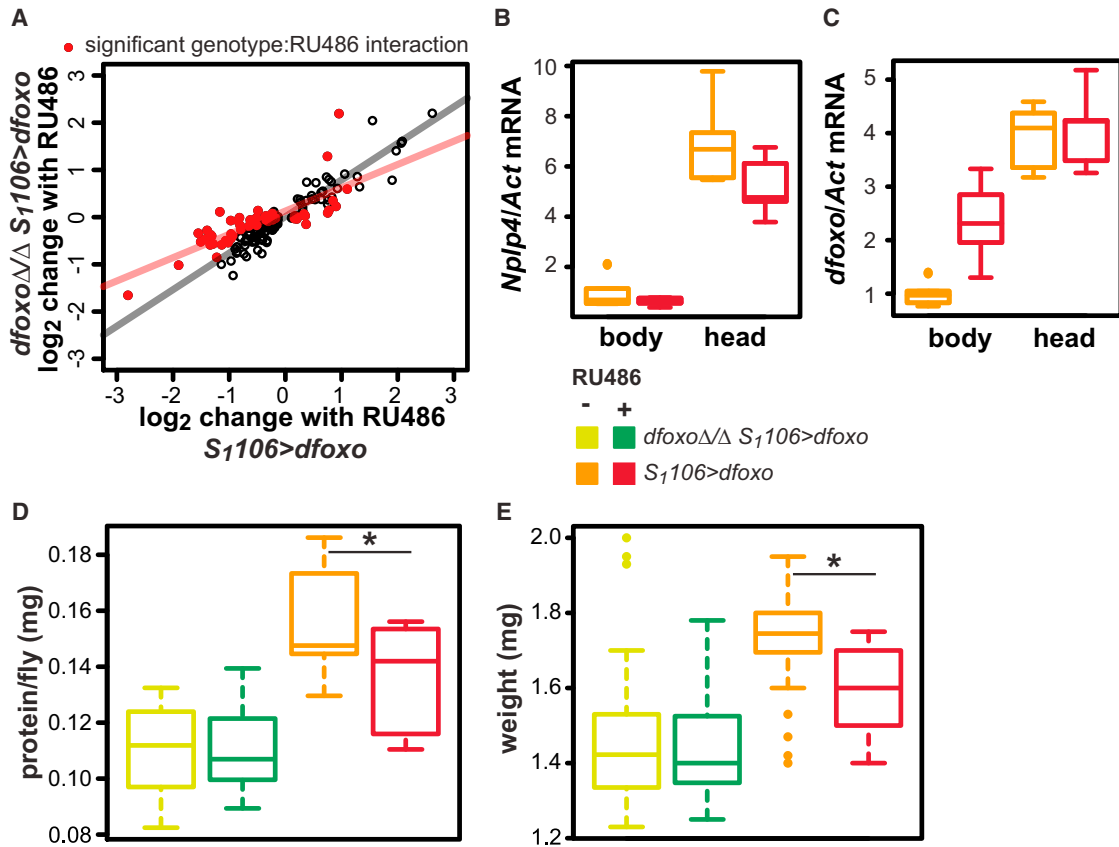 A
significant genotype:RU486 interaction
dfoxoΔ/Δ S1106>dfoxo
log2 change with RU486
3
2
1
0
-1
-2
-3
-3 -2 -1 0 1 2 3
log2 change with RU486
S1106>dfoxo
B
Nplp4/Act mRNA
10
8
6
4
2
body head
C
dfoxo/Act mRNA
5
4
3
2
1
body head
RU486
- +
dfoxoΔ/Δ S1106>dfoxo
S1106>dfoxo
D
protein/fly (mg)
0.18
0.16
0.14
0.12
0.10
0.08
*
E
weight (mg)
2.0
1.8
1.6
1.4
1.2
*